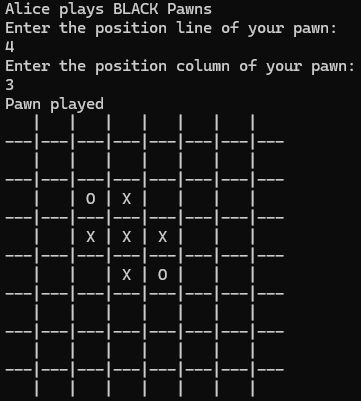 Alice plays BLACK Pawns
Enter the position line of your pawn:
4
Enter the position column of your pawn:
3
Pawn played
    |   |   |   |   |   |   |
 ---|---|---|---|---|---|---|---
    |   |   |   |   |   |   |
 ---|---|---|---|---|---|---|---
    |   | O | X |   |   |   |
 ---|---|---|---|---|---|---|---
    |   | X | X | X |   |   |
 ---|---|---|---|---|---|---|---
    |   |   | X | O |   |   |
 ---|---|---|---|---|---|---|---
    |   |   |   |   |   |   |
 ---|---|---|---|---|---|---|---
    |   |   |   |   |   |   |
 ---|---|---|---|---|---|---|---
    |   |   |   |   |   |   |